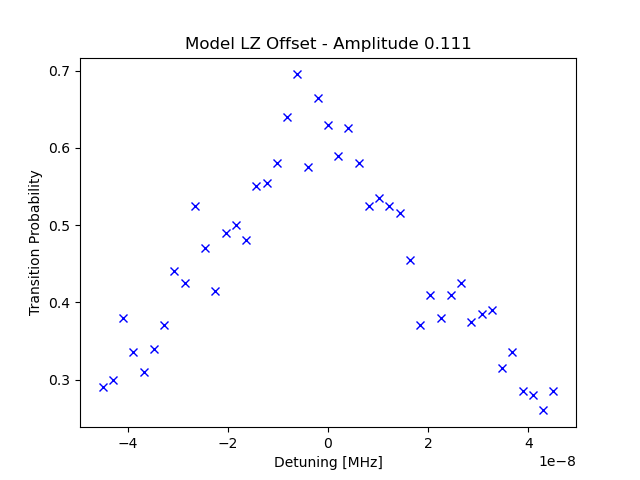 Model LZ Offset - Amplitude 0.111
Transition Probability
0.7
0.6
0.5
0.4
0.3
−4
−2
0
2
4
1e−8
Detuning [MHz]